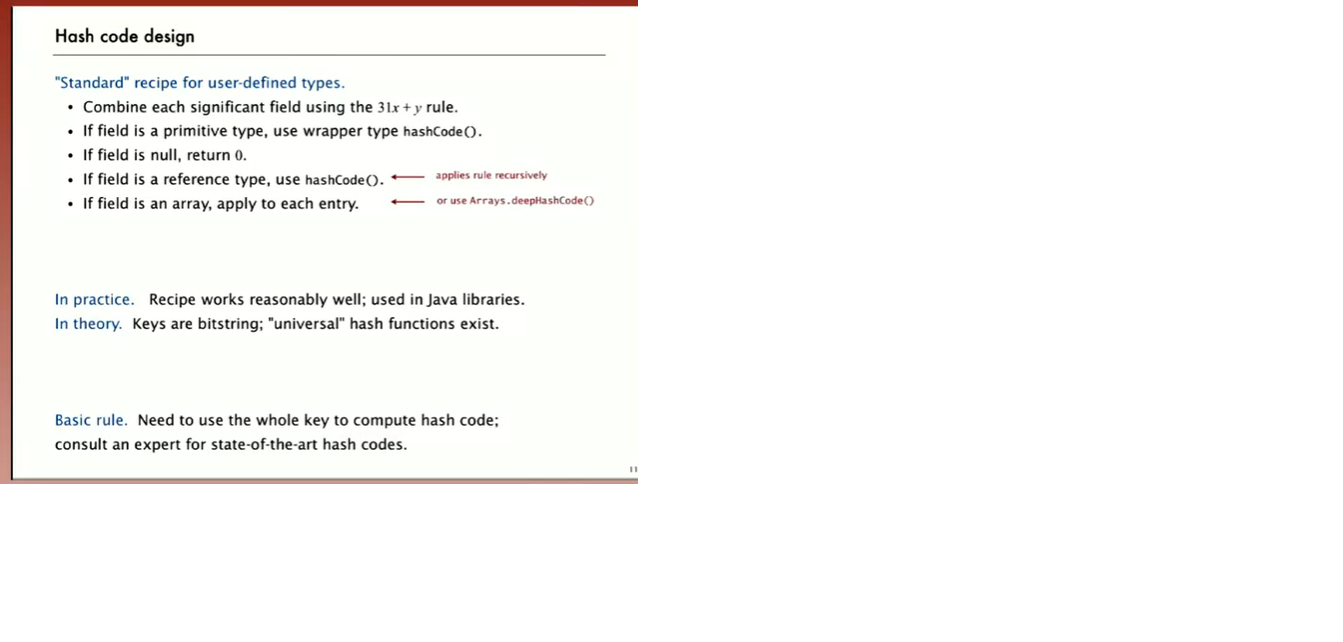 Hash code design
"Standard" recipe for user-defined types.
• Combine each significant field using the 31x + y rule.
• If field is a primitive type, use wrapper type hashCode().
• If field is null, return 0.
• If field is a reference type, use hashCode(). applies rule recursively
• If field is an array, apply to each entry. or use Arrays.deepHashCode()
In practice. Recipe works reasonably well; used in Java libraries.
In theory. Keys are bitstring; "universal" hash functions exist.
Basic rule. Need to use the whole key to compute hash code;
consult an expert for state-of-the-art hash codes.
11